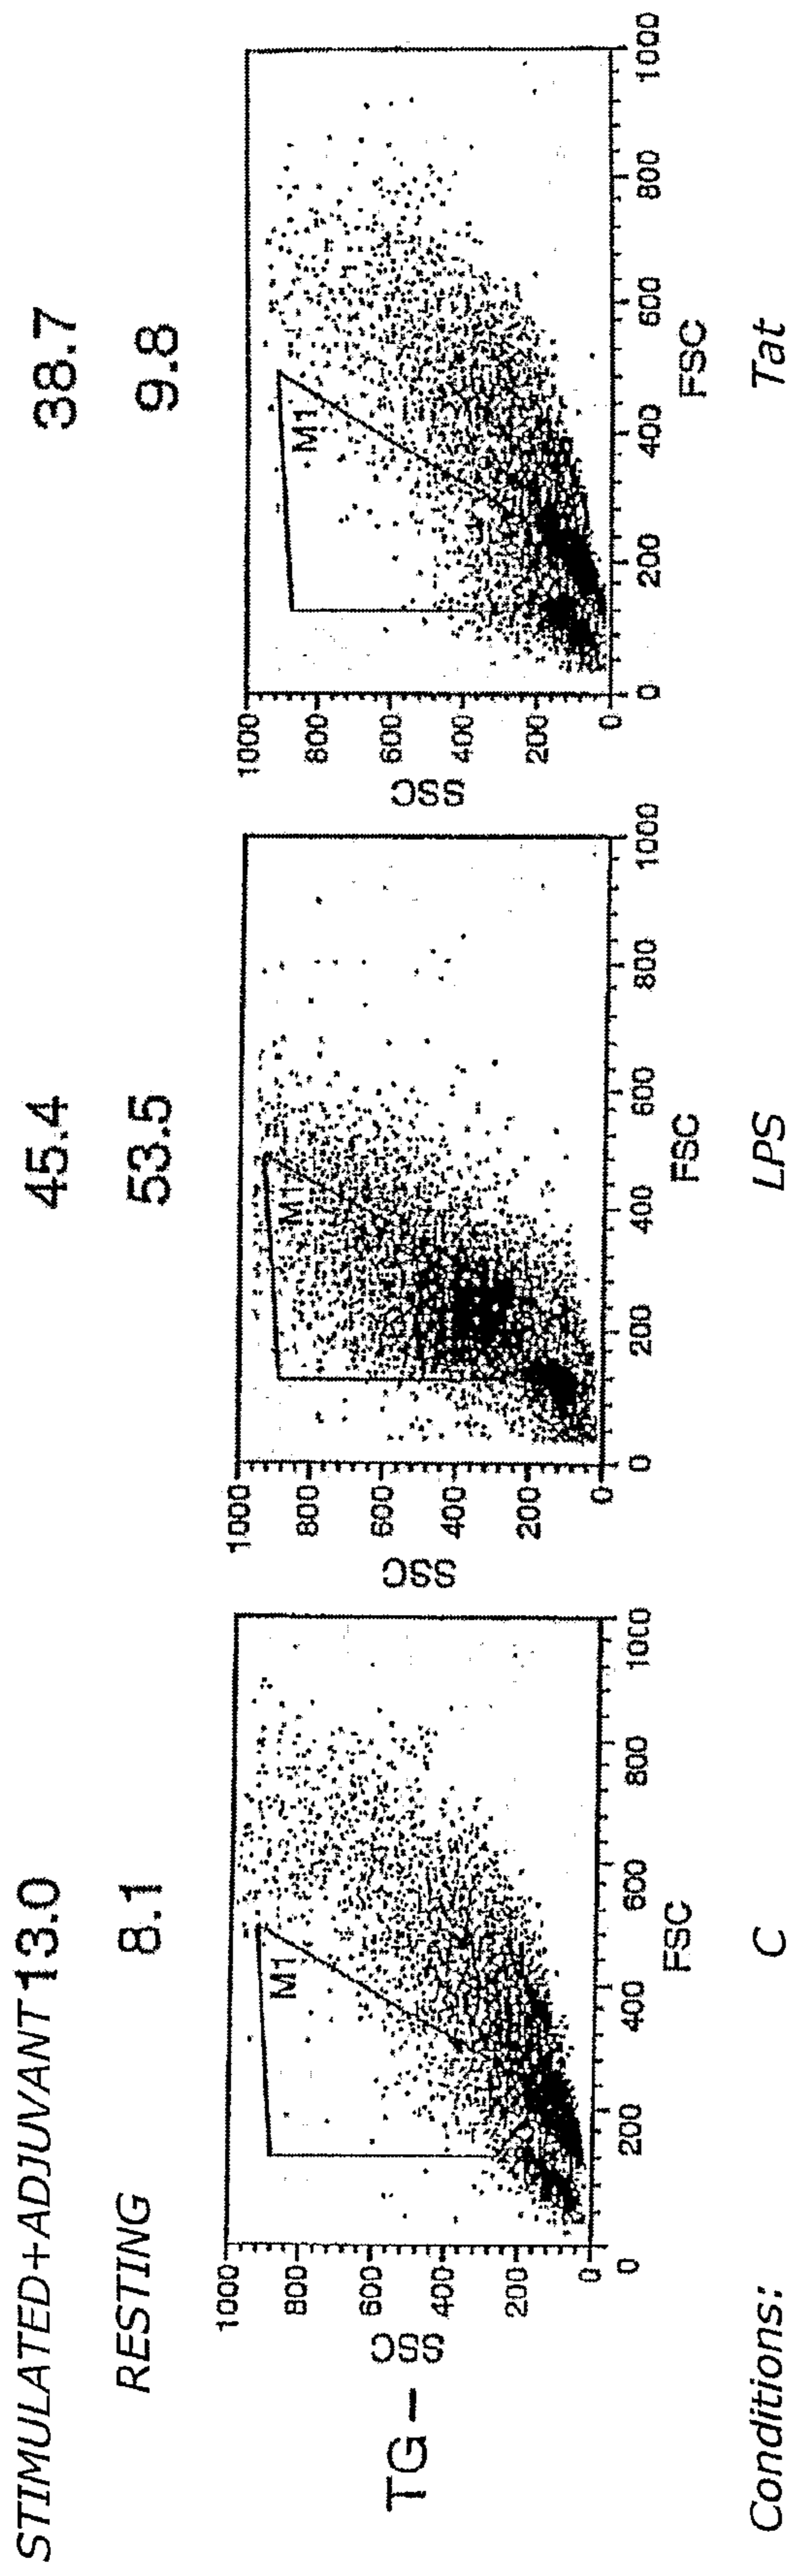 STIMULATED+ADJUVANT 13.0 45.4 38.7
RESTING 8.1 53.5 9.8
TG –
SSC
1000
800
600
400
200
0
M1
0 200 400 600 800 1000
FSC
SSC
1000
800
600
400
200
0
M1
0 200 400 600 800 1000
FSC
SSC
1000
800
600
400
200
0
M1
0 200 400 600 800 1000
FSC
Conditions: C LPS Tat